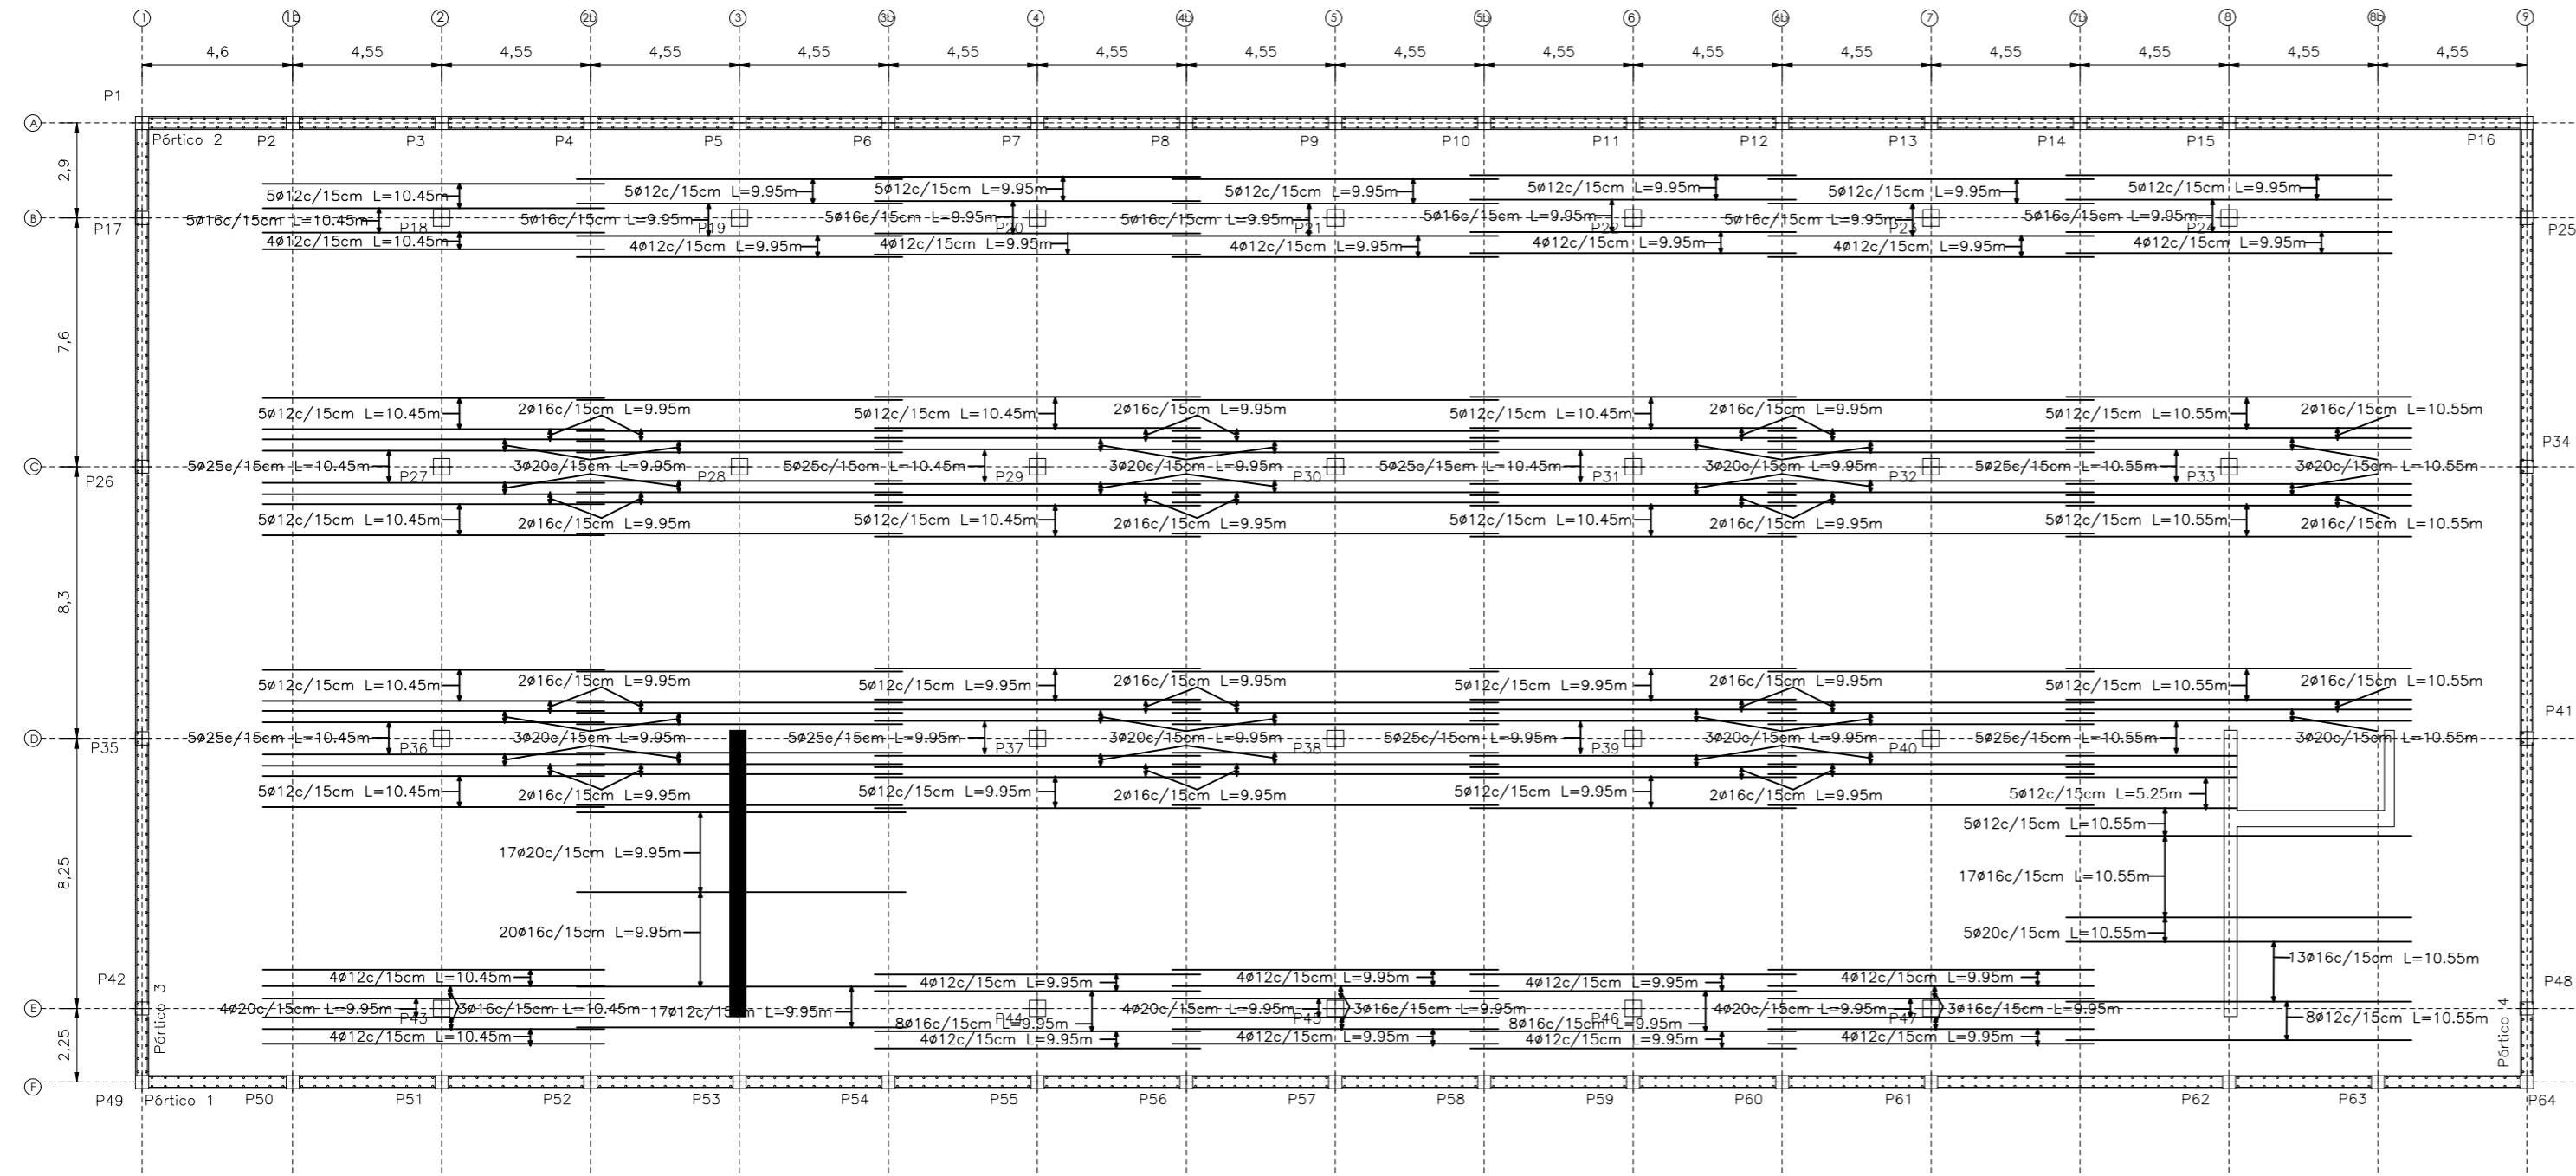 1 1b 2 2b 3 3b 4 4b 5 5b 6 6b 7 7b 8 8b 9
4,6 4,55 4,55 4,55 4,55 4,55 4,55 4,55 4,55 4,55 4,55 4,55 4,55 4,55 4,55 4,55
P1
A
Pórtico 2 P2 P3 P4 P5 P6 P7 P8 P9 P10 P11 P12 P13 P14 P15 P16
2,9
5ø12c/15cm L=10.45m 5ø12c/15cm L=9.95m 5ø12c/15cm L=9.95m 5ø12c/15cm L=9.95m 5ø12c/15cm L=9.95m 5ø12c/15cm L=9.95m 5ø12c/15cm L=9.95m
B 5ø16c/15cm L=10.45m 5ø16c/15cm L=9.95m 5ø16c/15cm L=9.95m 5ø16c/15cm L=9.95m 5ø16c/15cm L=9.95m 5ø16c/15cm L=9.95m 5ø16c/15cm L=9.95m
P17 P18 P19 P20 P21 P22 P23 P24 P25
4ø12c/15cm L=10.45m 4ø12c/15cm L=9.95m 4ø12c/15cm L=9.95m 4ø12c/15cm L=9.95m 4ø12c/15cm L=9.95m 4ø12c/15cm L=9.95m 4ø12c/15cm L=9.95m
7,6
2ø16c/15cm L=9.95m 2ø16c/15cm L=9.95m 2ø16c/15cm L=9.95m 2ø16c/15cm L=10.55m
5ø12c/15cm L=10.45m 5ø12c/15cm L=10.45m 5ø12c/15cm L=10.45m 5ø12c/15cm L=10.55m
P34
C 5ø25c/15cm L=10.45m 3ø20c/15cm L=9.95m 5ø25c/15cm L=10.45m 3ø20c/15cm L=9.95m 5ø25c/15cm L=10.45m 3ø20c/15cm L=9.95m 5ø25c/15cm L=10.55m 3ø20c/15cm L=10.55m
P26 P27 P28 P29 P30 P31 P32 P33
5ø12c/15cm L=10.45m 5ø12c/15cm L=10.45m 5ø12c/15cm L=10.45m 5ø12c/15cm L=10.55m
2ø16c/15cm L=9.95m 2ø16c/15cm L=9.95m 2ø16c/15cm L=9.95m 2ø16c/15cm L=10.55m
8,3
2ø16c/15cm L=9.95m 2ø16c/15cm L=9.95m 2ø16c/15cm L=9.95m 2ø16c/15cm L=10.55m
5ø12c/15cm L=10.45m 5ø12c/15cm L=9.95m 5ø12c/15cm L=9.95m 5ø12c/15cm L=10.55m
P41
D 5ø25c/15cm L=10.45m 3ø20c/15cm L=9.95m 5ø25c/15cm L=9.95m 3ø20c/15cm L=9.95m 5ø25c/15cm L=9.95m 3ø20c/15cm L=9.95m 5ø25c/15cm L=10.55m 3ø20c/15cm L=10.55m
P35 P36 P37 P38 P39 P40
5ø12c/15cm L=10.45m 5ø12c/15cm L=9.95m 5ø12c/15cm L=9.95m 5ø12c/15cm L=5.25m
2ø16c/15cm L=9.95m 2ø16c/15cm L=9.95m 2ø16c/15cm L=9.95m
5ø12c/15cm L=10.55m
17ø20c/15cm L=9.95m
8,25
17ø16c/15cm L=10.55m
20ø16c/15cm L=9.95m 5ø20c/15cm L=10.55m
13ø16c/15cm L=10.55m
P42 4ø12c/15cm L=10.45m 4ø12c/15cm L=9.95m 4ø12c/15cm L=9.95m 4ø12c/15cm L=9.95m 4ø12c/15cm L=9.95m P48
E 4ø20c/15cm L=9.95m 3ø16c/15cm L=10.45m 17ø12c/15cm L=9.95m 4ø20c/15cm L=9.95m 3ø16c/15cm L=9.95m 4ø20c/15cm L=9.95m 3ø16c/15cm L=9.95m 8ø12c/15cm L=10.55m
P43 P44 P45 P46 P47
8ø16c/15cm L=9.95m 8ø16c/15cm L=9.95m
4ø12c/15cm L=10.45m 4ø12c/15cm L=9.95m 4ø12c/15cm L=9.95m 4ø12c/15cm L=9.95m 4ø12c/15cm L=9.95m
Pórtico 3
Pórtico 4
2,25
F
P49 Pórtico 1 P50 P51 P52 P53 P54 P55 P56 P57 P58 P59 P60 P61 P62 P63 P64